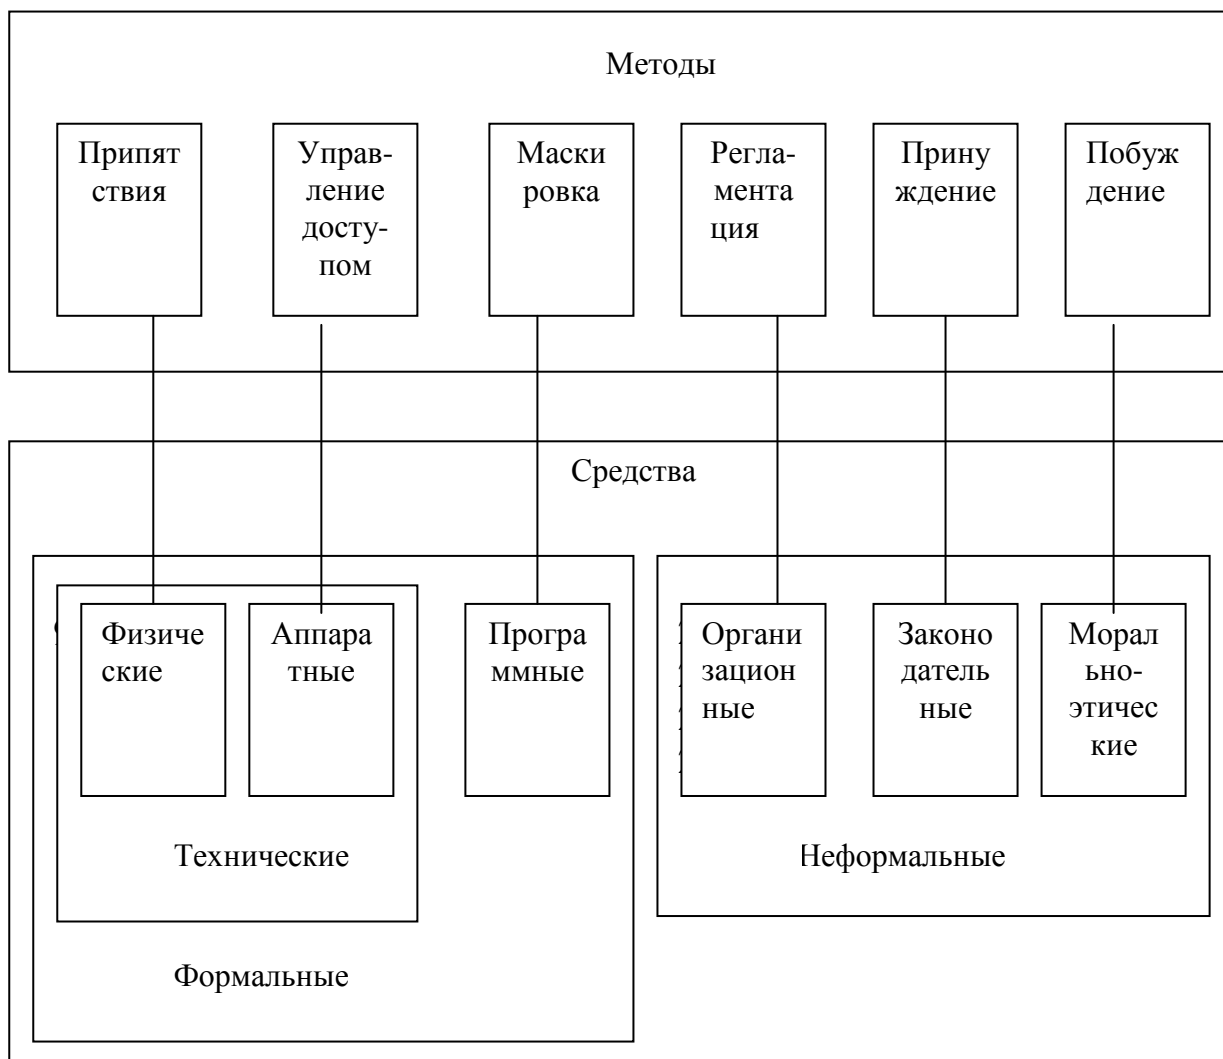 Методы
Припят
ствия
Управ-
ление
досту-
пом
Маски
ровка
Регла-
мента
ция
Прину
ждение
Побуж
дение
Средства
Физиче
ские
Аппара
тные
Програ
ммные
Органи
зацион
ные
Законо
датель
ные
Морал
ьно-
этичес
кие
Технические
Неформальные
Формальные